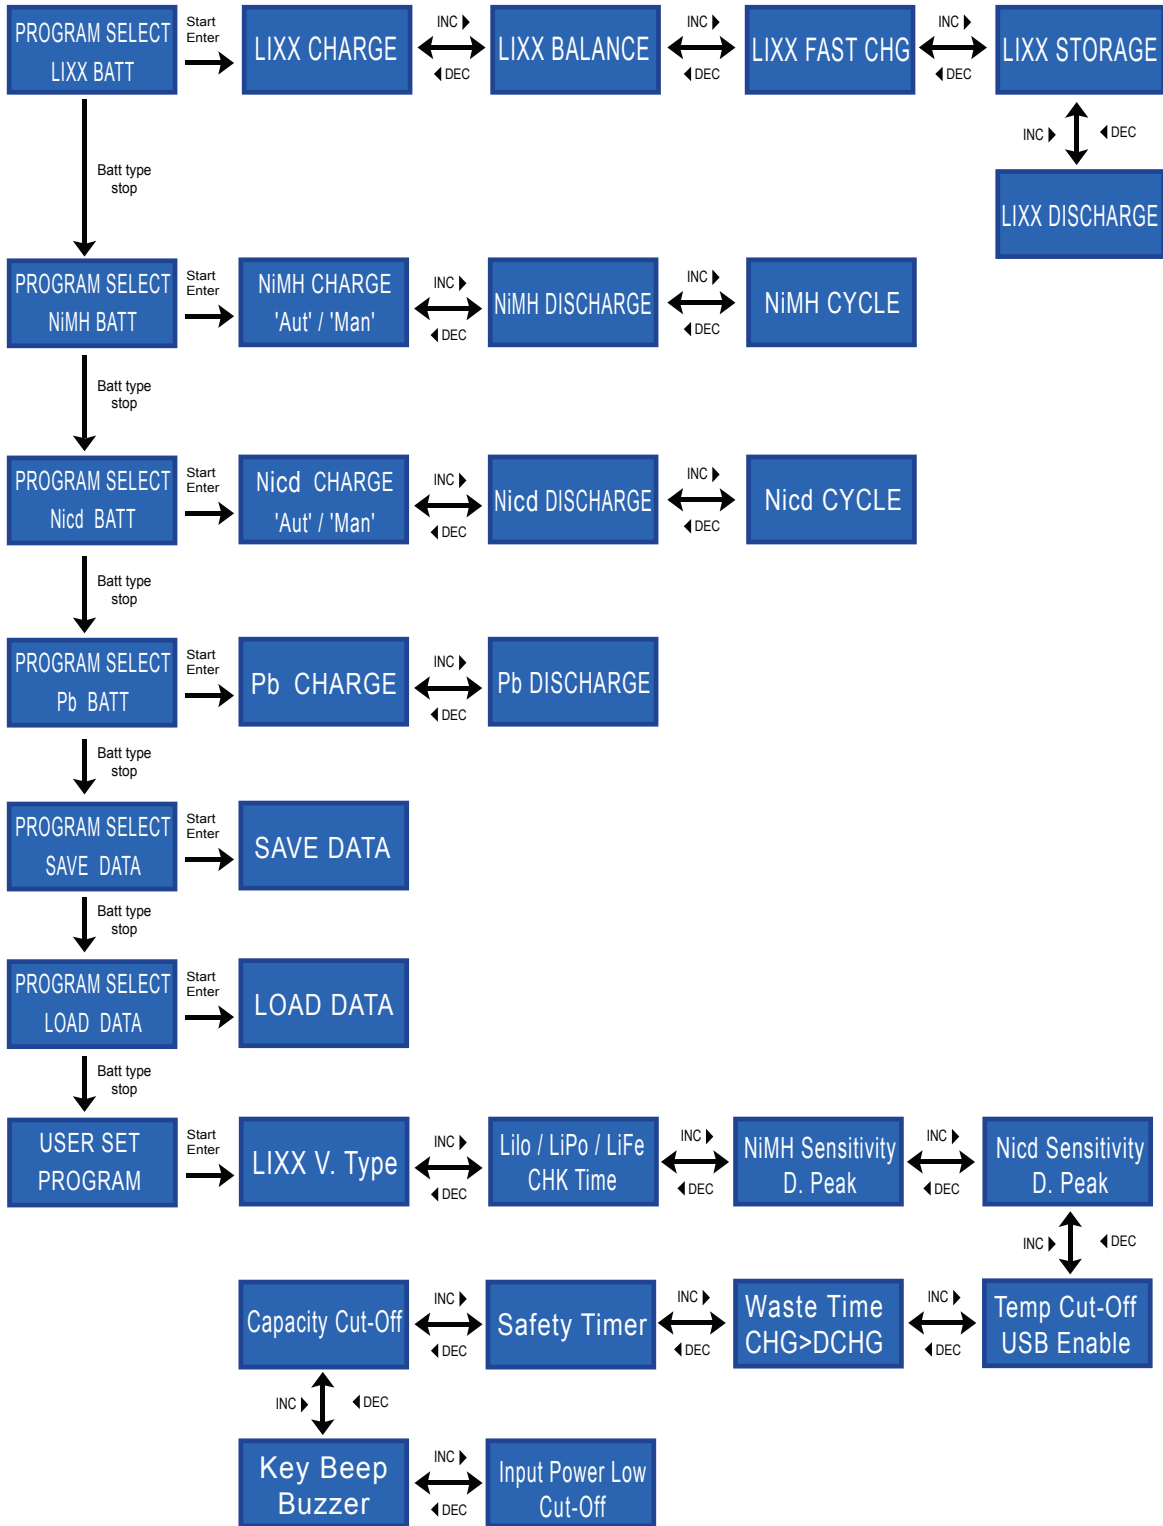 PROGRAM SELECT
LIXX BATT
Start
Enter
LIXX CHARGE
INC
DEC
LIXX BALANCE
INC
DEC
LIXX FAST CHG
INC
DEC
LIXX STORAGE
INC
DEC
LIXX DISCHARGE
Batt type
stop
PROGRAM SELECT
NiMH BATT
Start
Enter
NiMH CHARGE
'Aut' / 'Man'
INC
DEC
NiMH DISCHARGE
INC
DEC
NiMH CYCLE
Batt type
stop
PROGRAM SELECT
Nicd BATT
Start
Enter
Nicd CHARGE
'Aut' / 'Man'
INC
DEC
Nicd DISCHARGE
INC
DEC
Nicd CYCLE
Batt type
stop
PROGRAM SELECT
Pb BATT
Start
Enter
Pb CHARGE
INC
DEC
Pb DISCHARGE
Batt type
stop
PROGRAM SELECT
SAVE DATA
Start
Enter
SAVE DATA
Batt type
stop
PROGRAM SELECT
LOAD DATA
Start
Enter
LOAD DATA
Batt type
stop
USER SET
PROGRAM
Start
Enter
LIXX V. Type
INC
DEC
Lilo / LiPo / LiFe
CHK Time
INC
DEC
NiMH Sensitivity
D. Peak
INC
DEC
Nicd Sensitivity
D. Peak
INC
DEC
Temp Cut-Off
USB Enable
INC
DEC
Waste Time
CHG>DCHG
INC
DEC
Safety Timer
INC
DEC
Capacity Cut-Off
INC
DEC
Key Beep
Buzzer
INC
DEC
Input Power Low
Cut-Off